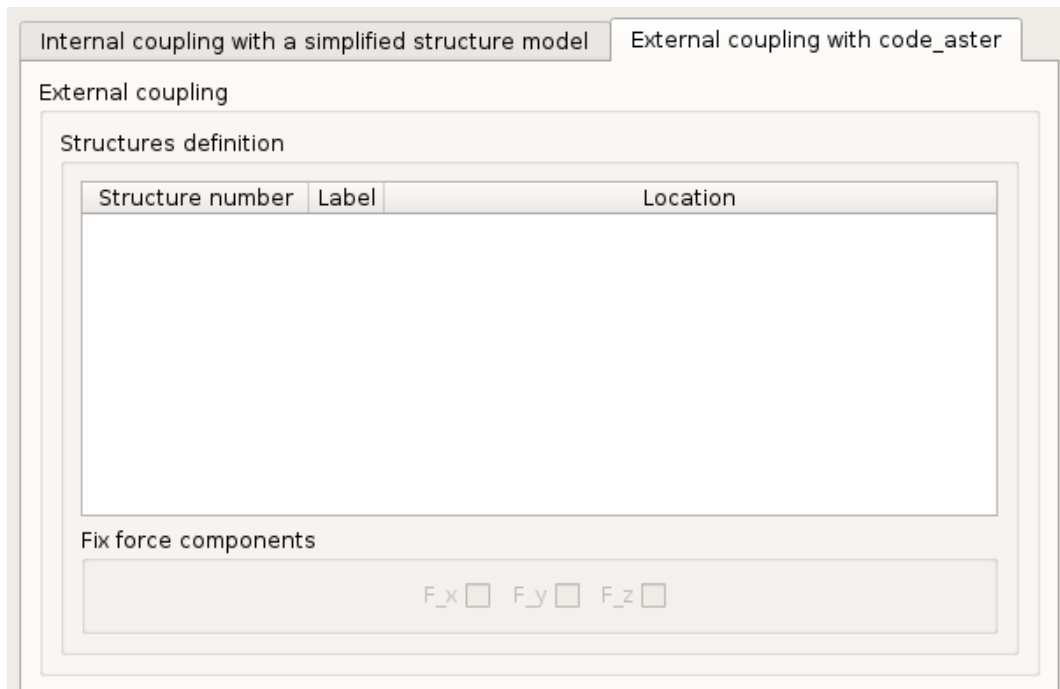 Internal coupling with a simplified structure model External coupling with code_aster
External coupling
Structures definition
Structure number Label Location
Fix force components
F_x F_y F_z